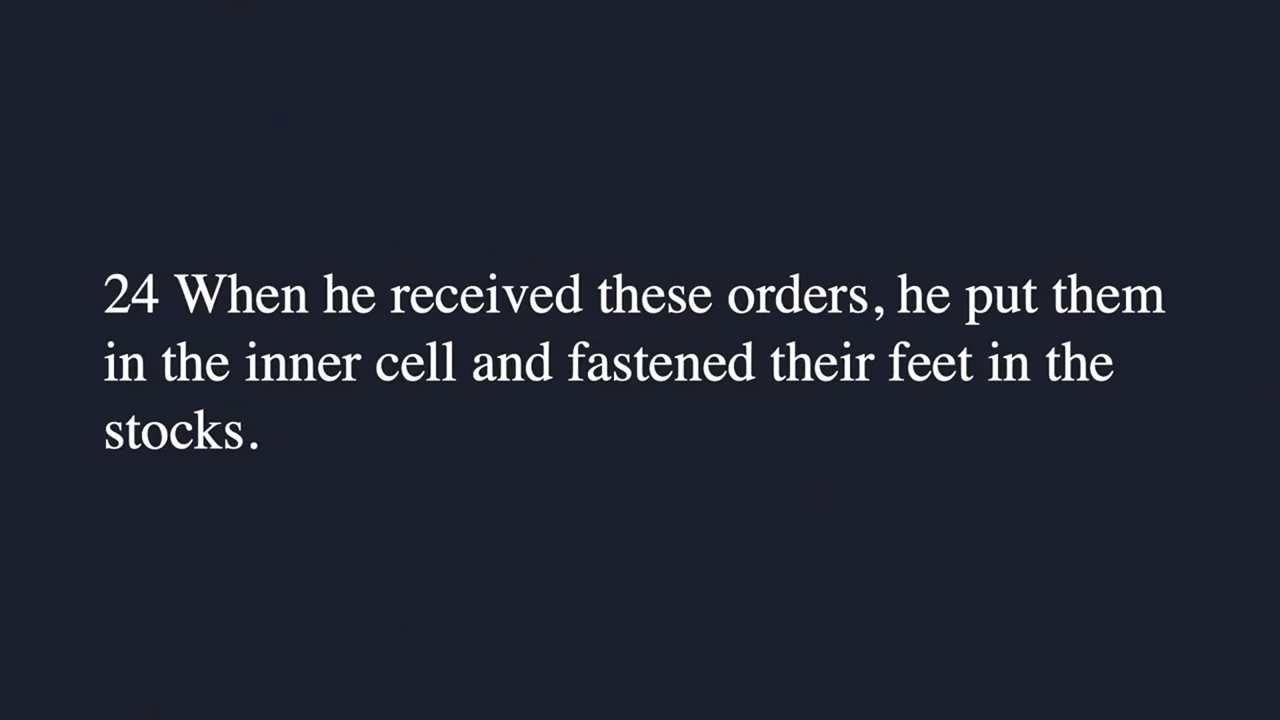 24 When he received these orders, he put them
in the inner cell and fastened their feet in the
stocks.